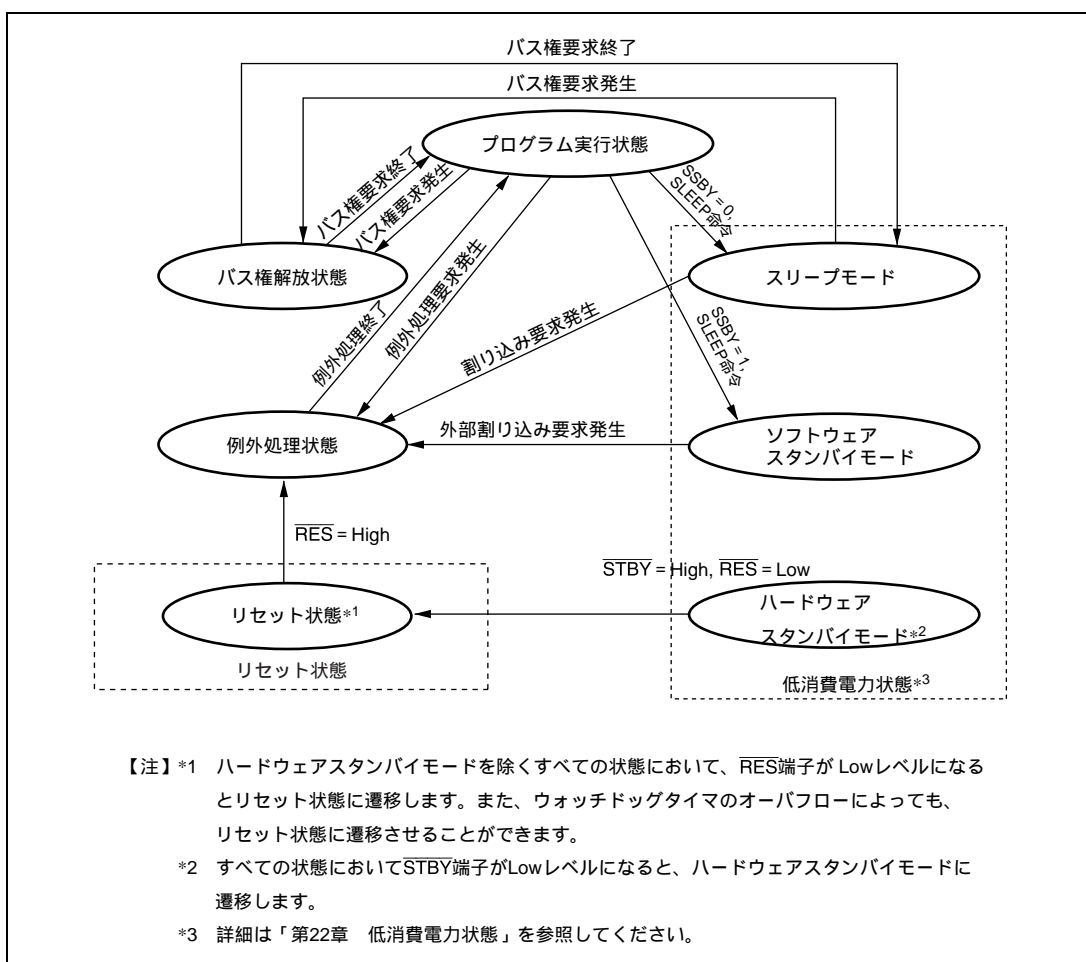 バス権要求終了
バス権要求発生
プログラム実行状態
バス権要求終了
バス権要求発生
SSBY = 0,
SLEEP命令
バス権解放状態
スリープモード
例外処理終了
例外処理要求発生
割り込み要求発生
SSBY = 1,
SLEEP命令
例外処理状態
外部割り込み要求発生
ソフトウェア
スタンバイモード
R̅E̅S̅ = High
S̅T̅B̅Y̅ = High, R̅E̅S̅ = Low
リセット状態*1
ハードウェア
スタンバイモード*2
リセット状態
低消費電力状態*3
【注】*1 ハードウェアスタンバイモードを除くすべての状態において、R̅E̅S̅端子が Lowレベルになる
とリセット状態に遷移します。また、ウォッチドッグタイマのオーバフローによっても、
リセット状態に遷移させることができます。
*2 すべての状態においてS̅T̅B̅Y̅端子がLowレベルになると、ハードウェアスタンバイモードに
遷移します。
*3 詳細は「第22章 低消費電力状態」を参照してください。